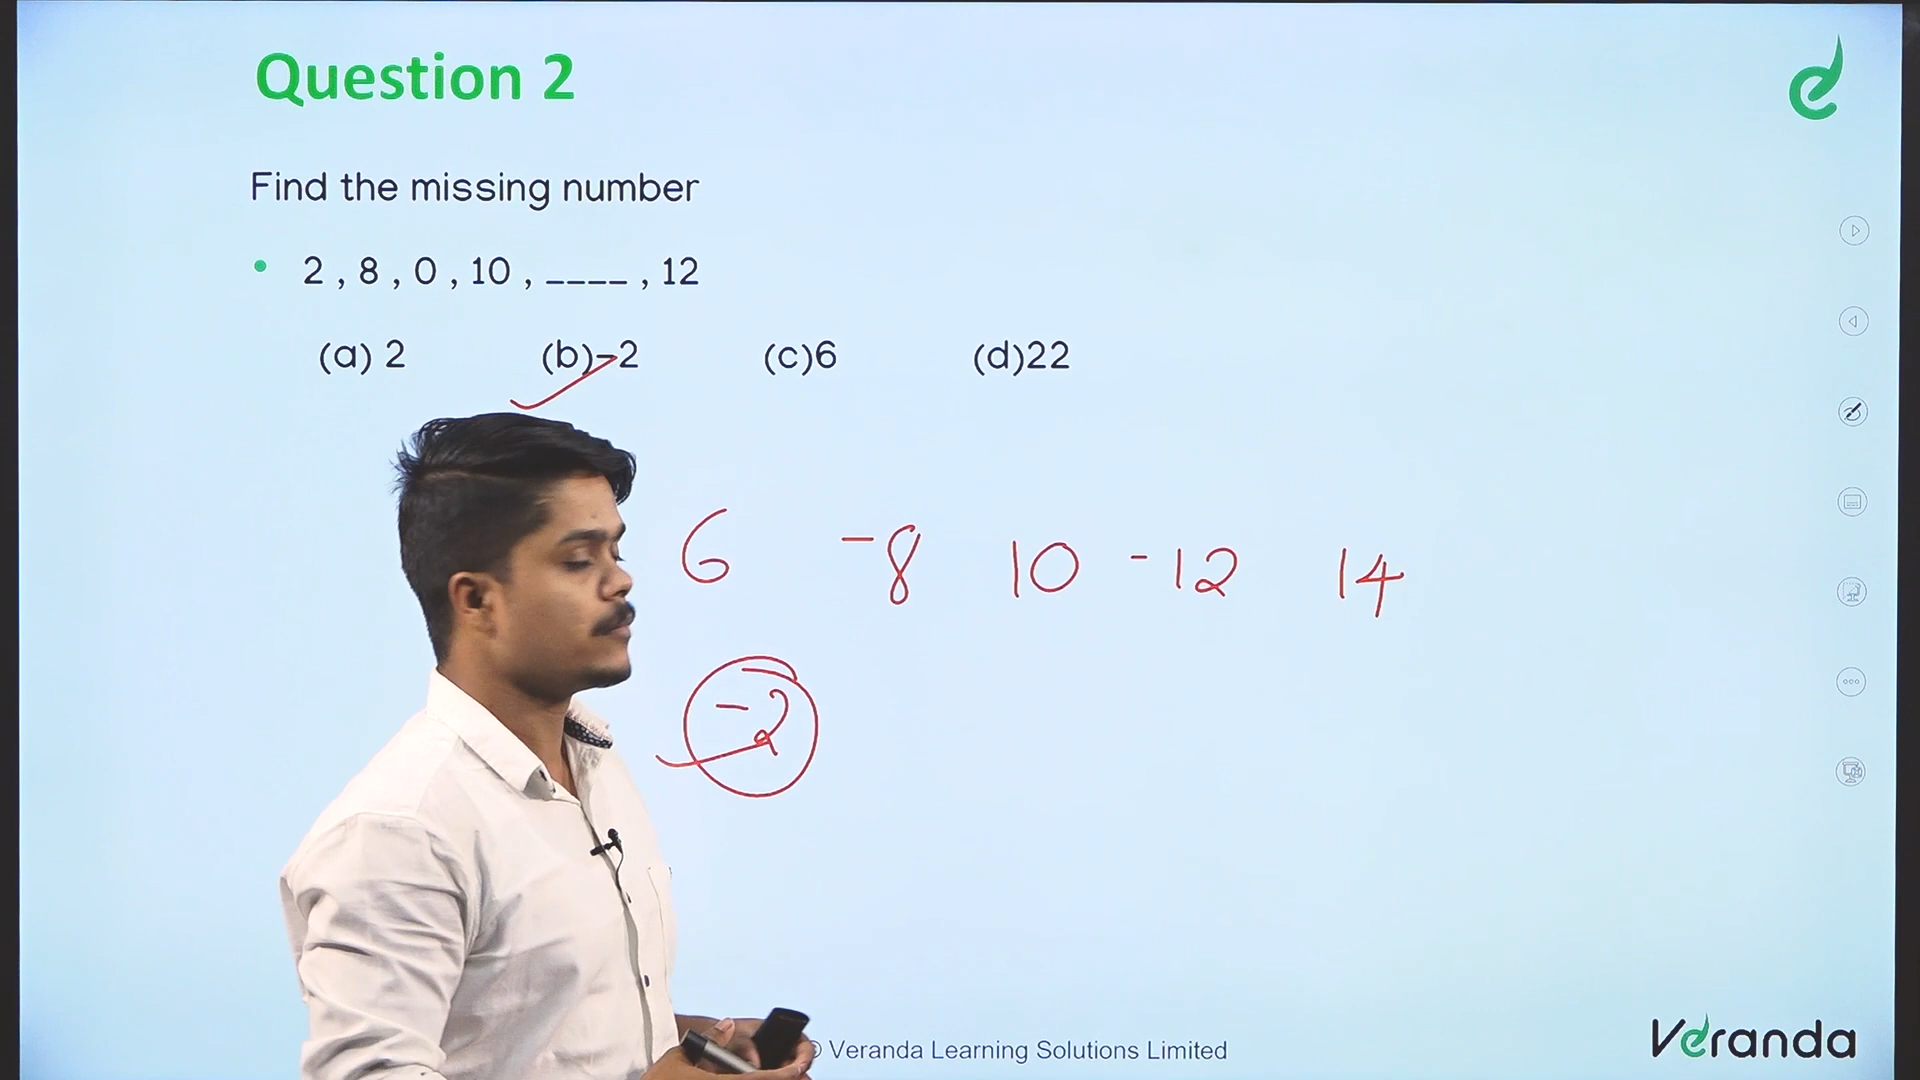 Question 2
Find the missing number
• 2 , 8 , 0 , 10 , ____ , 12
(a) 2 (b)-2 (c)6 (d)22
6 -8 10 -12 14
-2
© Veranda Learning Solutions Limited
Veranda